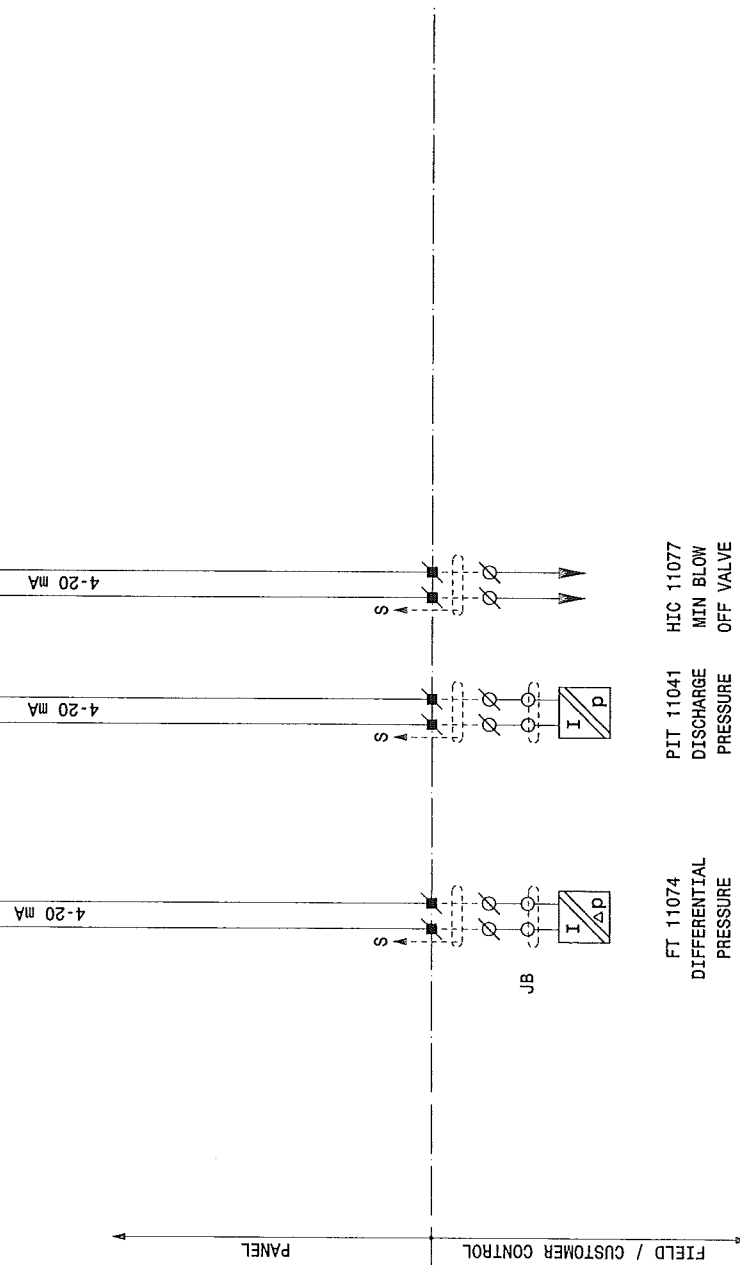 4-20 mA
4-20 mA
4-20 mA
S
S
S
JB
I
p
I
Δp
HIC 11077
MIN BLOW
OFF VALVE
PIT 11041
DISCHARGE
PRESSURE
FT 11074
DIFFERENTIAL
PRESSURE
PANEL
FIELD / CUSTOMER CONTROL